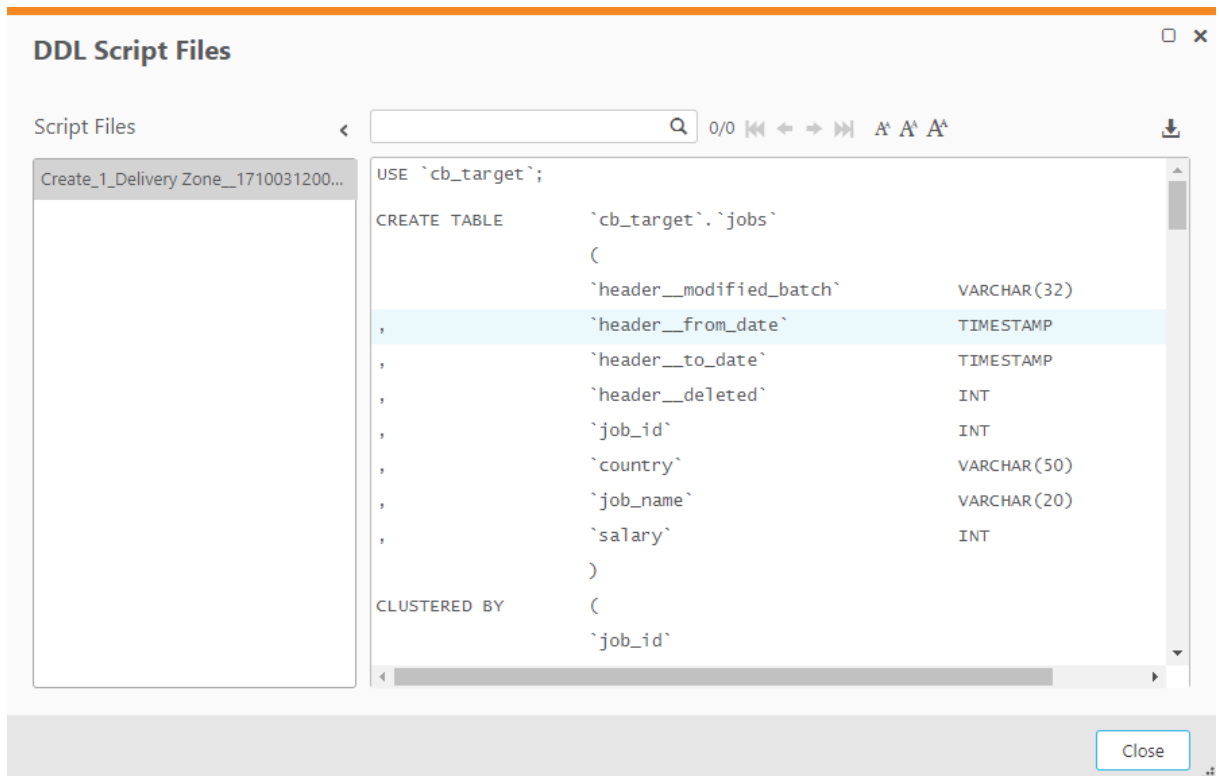 DDL Script Files
Script Files
0/0 A^ A^ A^
Create_1_Delivery Zone__1710031200...
USE `cb_target`;
CREATE TABLE `cb_target`.`jobs`
(
`header__modified_batch` VARCHAR(32)
, `header__from_date` TIMESTAMP
, `header__to_date` TIMESTAMP
, `header__deleted` INT
, `job_id` INT
, `country` VARCHAR(50)
, `job_name` VARCHAR(20)
, `salary` INT
)
CLUSTERED BY (
`job_id`
Close